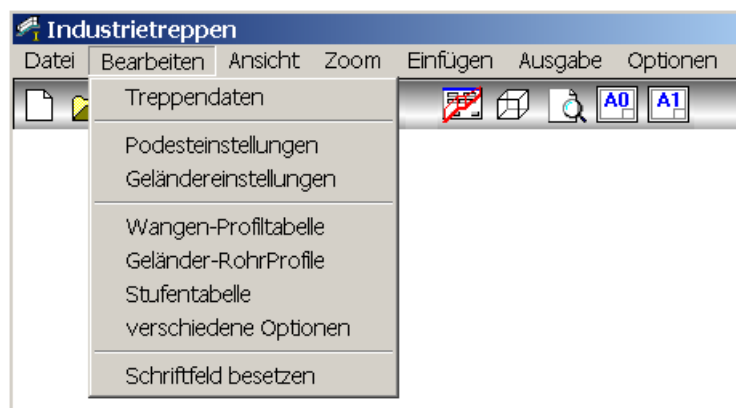 Industrietreppen
Datei Bearbeiten Ansicht Zoom Einfügen Ausgabe Optionen
A0 A1
Treppendaten
Podesteinstellungen
Geländereinstellungen
Wangen-Profiltabelle
Geländer-RohrProfile
Stufentabelle
verschiedene Optionen
Schriftfeld besetzen